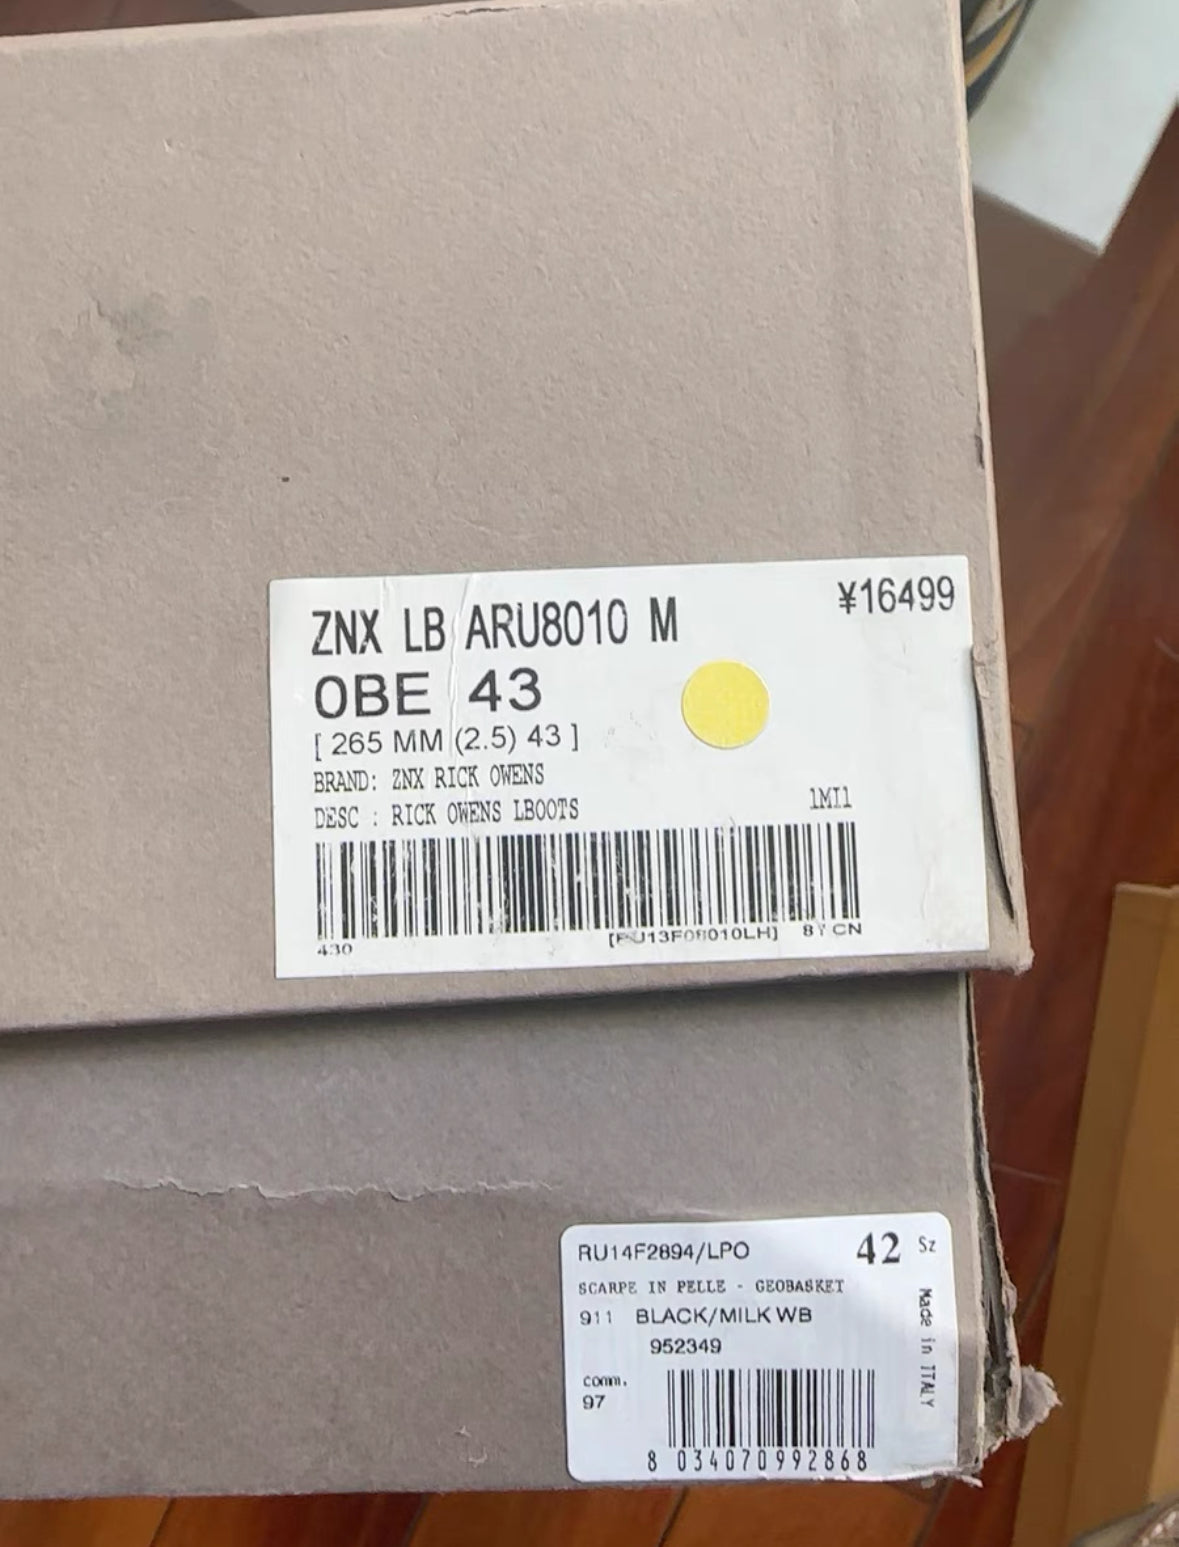 ZNX LB ARU8010 M ¥16499
OBE 43
[ 265 MM (2.5) 43 ]
BRAND: ZNX RICK OWENS
DESC : RICK OWENS LBOOTS 1MI1
430 8Y CN
RU14F2894/LPO 42 Sz
SCARPE IN PELLE - GEOBASKET
911 BLACK/MILK WB
952349
comm.
97
Made in ITALY
8 034070 992868